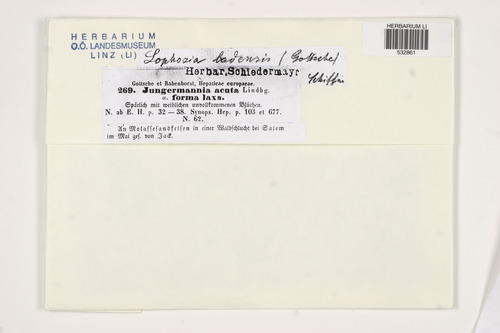 HERBARIUM
O.Ö. LANDESMUSEUM
LINZ (LI)
HERBARIUM LI
532861
Lophozia badensis (Gottsche)
Schiffn.
Herbar, Schiedermayr
Gottsche et Rabenhorst, Hepaticae europaeae.
269. Jungermannia acuta Lindbg.
α. forma laxa.
Spärlich mit weiblichen unvollkommenen Blüthen.
N. ab E. H. p. 32—38. Synops. Hep. p. 103 et 677.
N. 62.
An Molassesandfelsen in einer Waldschlucht bei Salem
im Mai ges. von Jack.